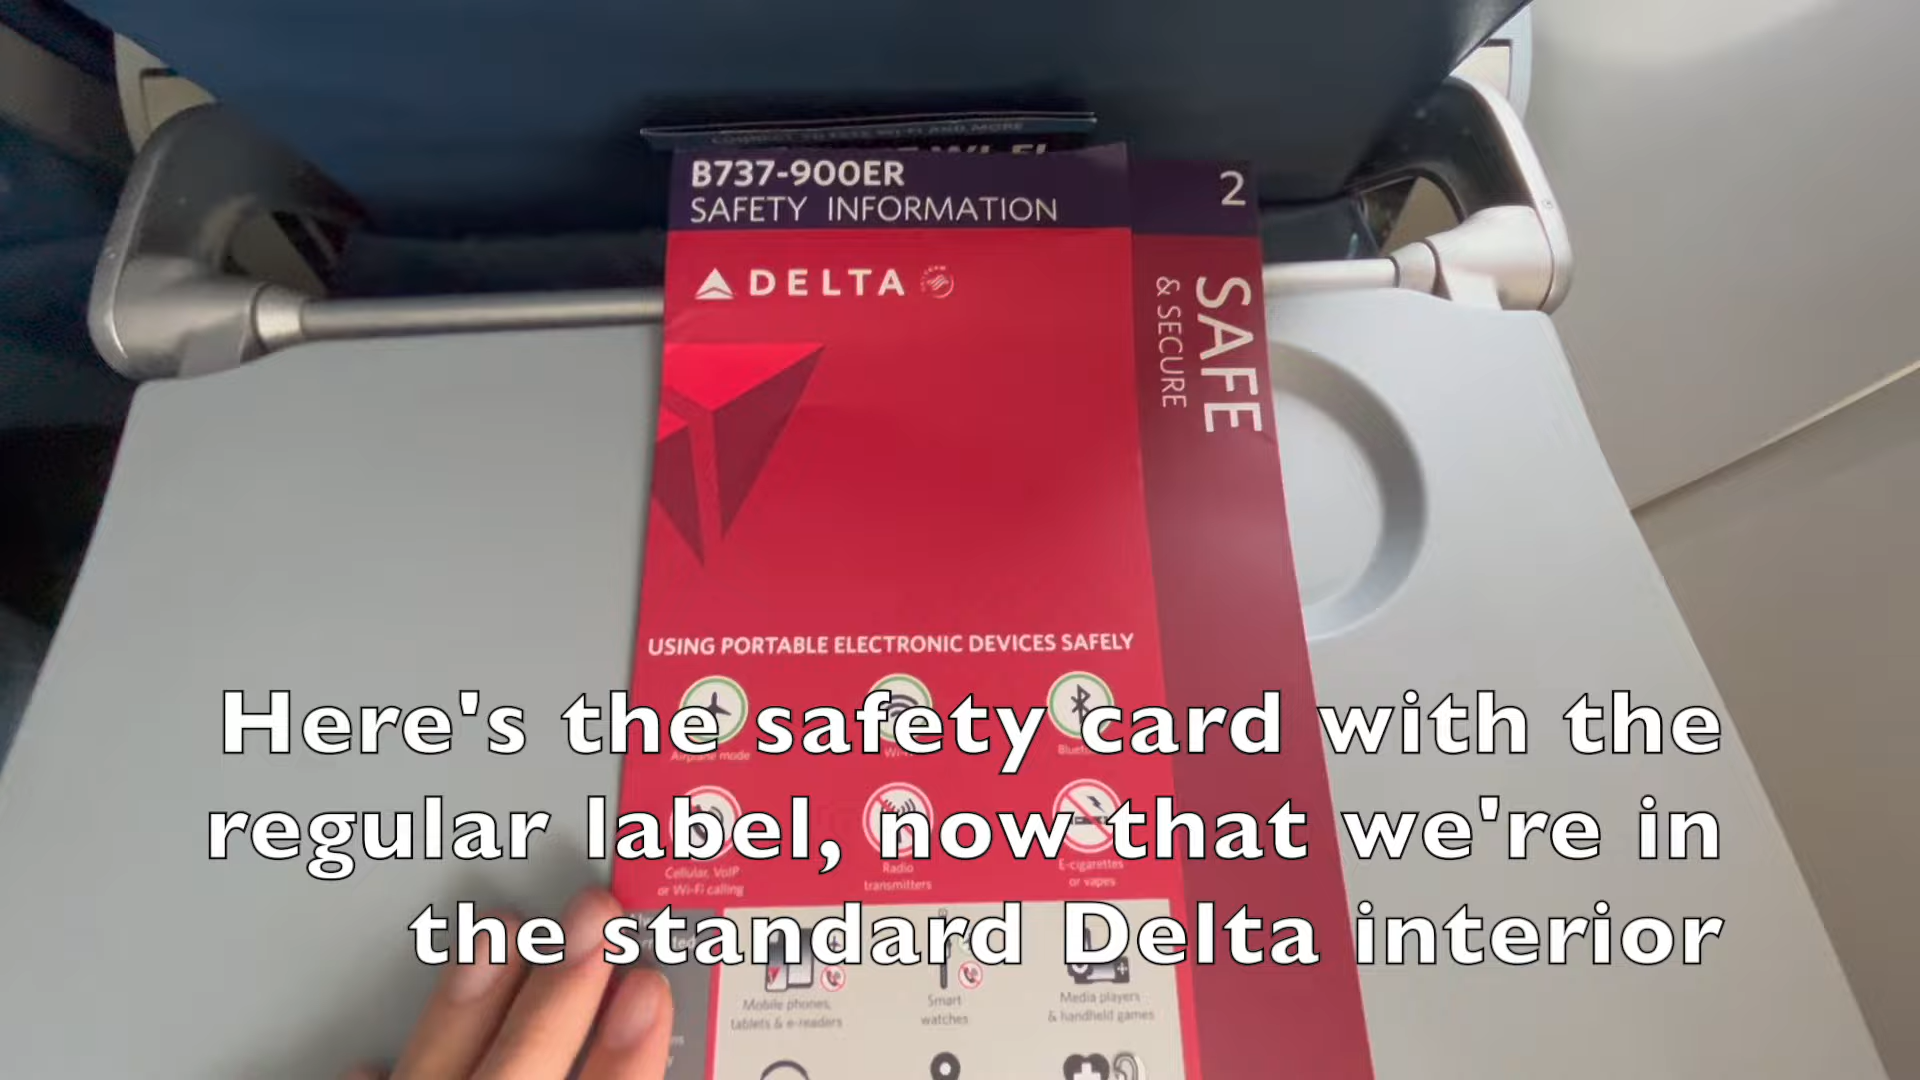 B737-900ER
SAFETY INFORMATION
2
DELTA
SAFE
& SECURE
USING PORTABLE ELECTRONIC DEVICES SAFELY
Airplane mode
Cellular, VoIP
or Wi-Fi calling
Radio
transmitters
E-cigarettes
or vapes
Here's the safety card with the
regular label, now that we're in
the standard Delta interior
Mobile phones,
tablets & e-readers
Smart
watches
Media players
& handheld games